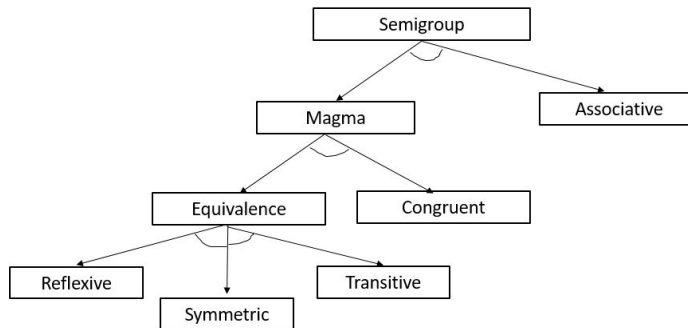 Semigroup
Magma
Associative
Equivalence
Congruent
Reflexive
Symmetric
Transitive